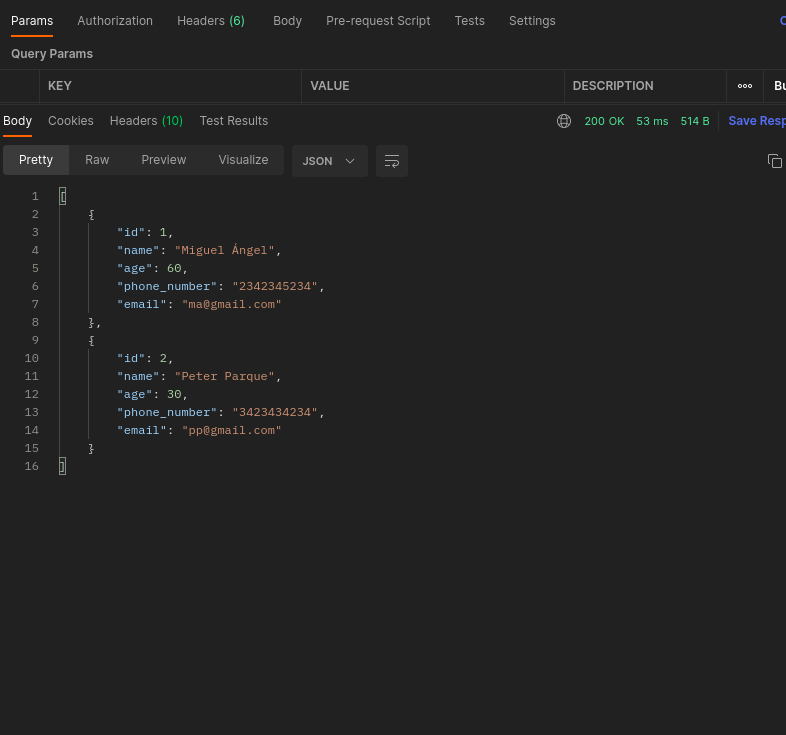 Params Authorization Headers (6) Body Pre-request Script Tests Settings
Query Params
KEY VALUE DESCRIPTION
Body Cookies Headers (10) Test Results 200 OK 53 ms 514 B Save Resp
Pretty Raw Preview Visualize JSON
1 [
2 {
3 "id": 1,
4 "name": "Miguel Ángel",
5 "age": 60,
6 "phone_number": "2342345234",
7 "email": "ma@gmail.com"
8 },
9 {
10 "id": 2,
11 "name": "Peter Parque",
12 "age": 30,
13 "phone_number": "3423434234",
14 "email": "pp@gmail.com"
15 }
16 ]